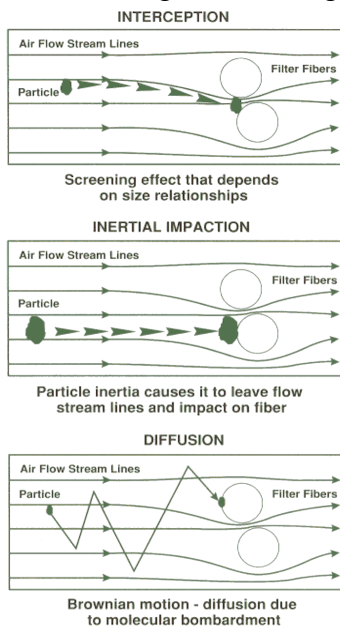 INTERCEPTION
Air Flow Stream Lines
Filter Fibers
Particle
Screening effect that depends
on size relationships
INERTIAL IMPACTION
Air Flow Stream Lines
Filter Fibers
Particle
Particle inertia causes it to leave flow
stream lines and impact on fiber
DIFFUSION
Air Flow Stream Lines
Particle
Filter Fibers
Brownian motion - diffusion due
to molecular bombardment